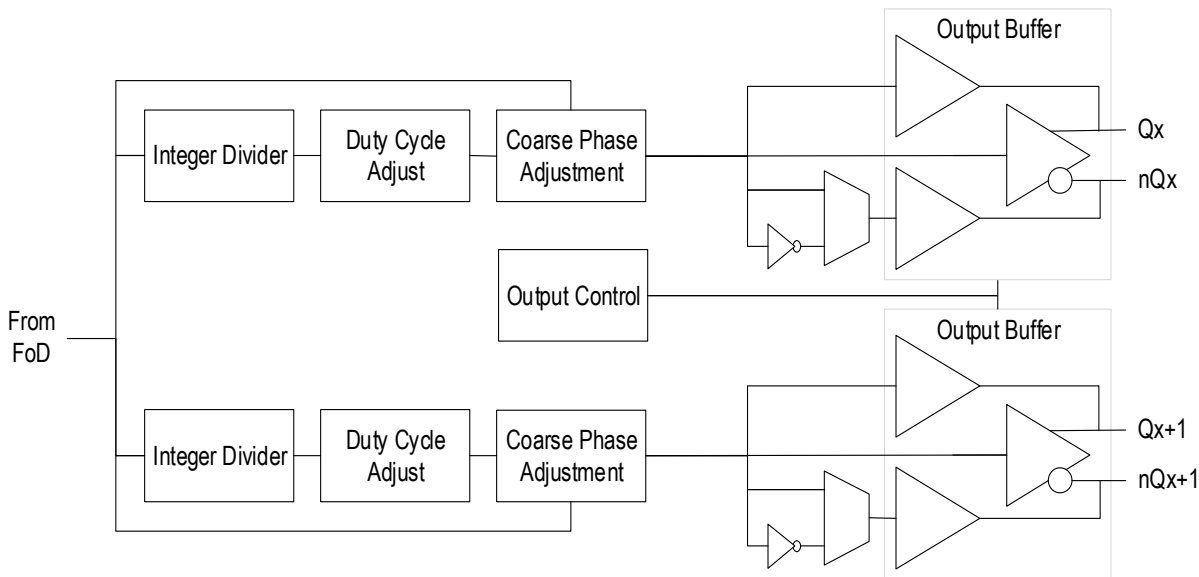 Output Buffer
Integer Divider
Duty Cycle
Adjust
Coarse Phase
Adjustment
Qx
nQx
Output Control
From
FoD
Output Buffer
Integer Divider
Duty Cycle
Adjust
Coarse Phase
Adjustment
Qx+1
nQx+1